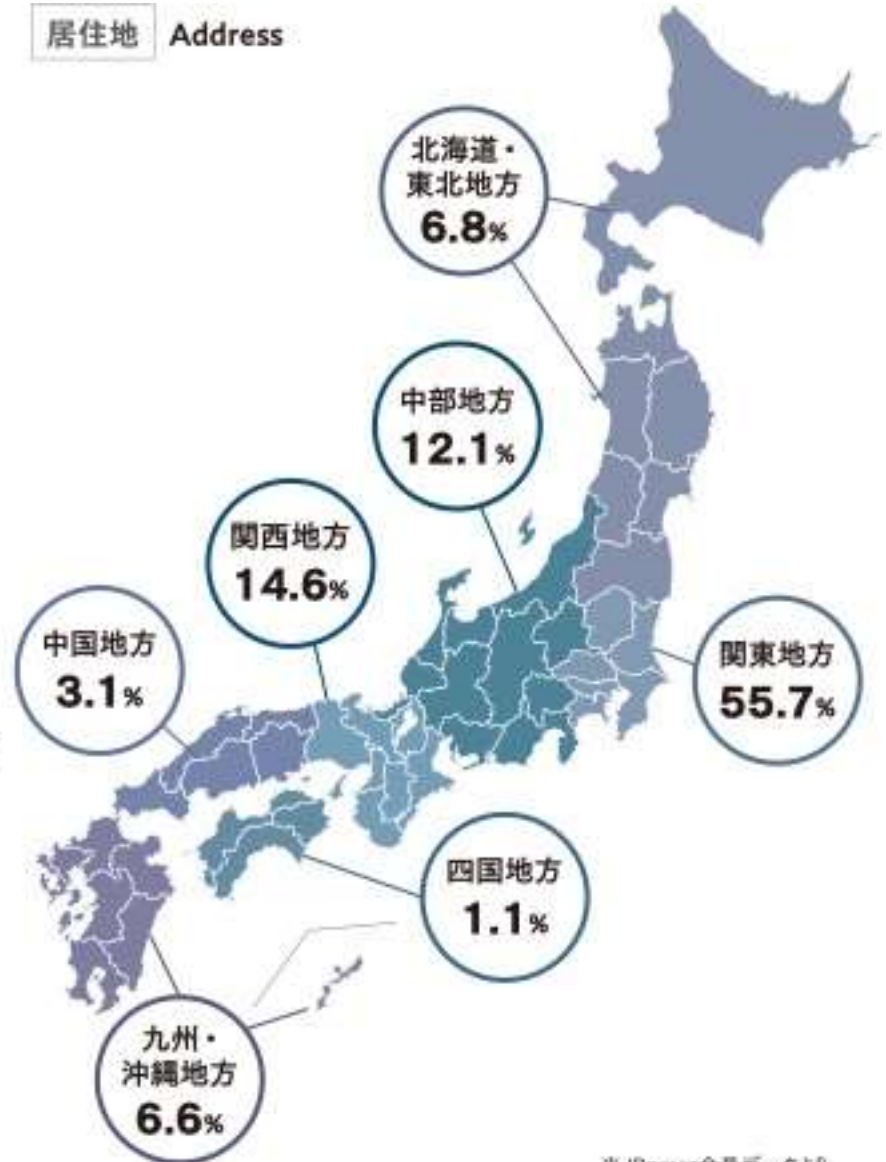 居住地 Address
北海道・
東北地方
6.8%
中部地方
12.1%
関西地方
14.6%
中国地方
3.1%
関東地方
55.7%
四国地方
1.1%
九州・
沖縄地方
6.6%